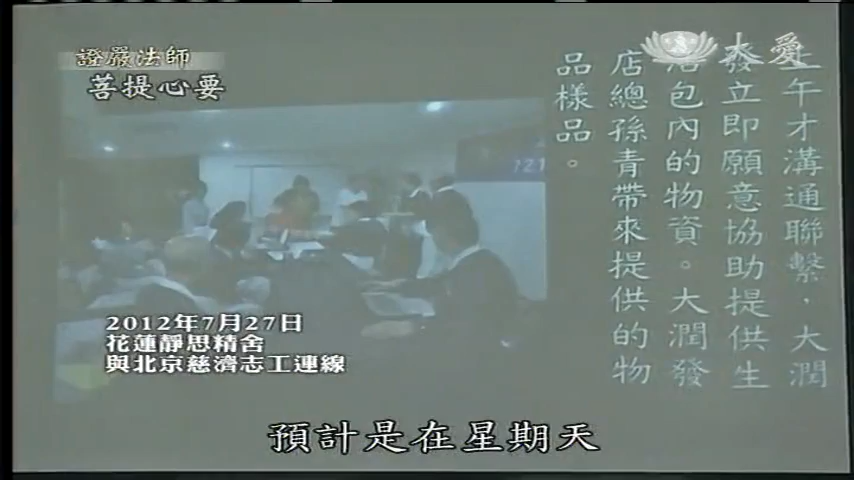 證嚴法師
菩提心要
大愛
上午才溝通聯繫，大潤
發立即願意協助提供生
活包內的物資。大潤發
店總孫青帶來提供的物
品樣品。
721
2012年7月27日
花蓮靜思精舍
與北京慈濟志工連線
預計是在星期天